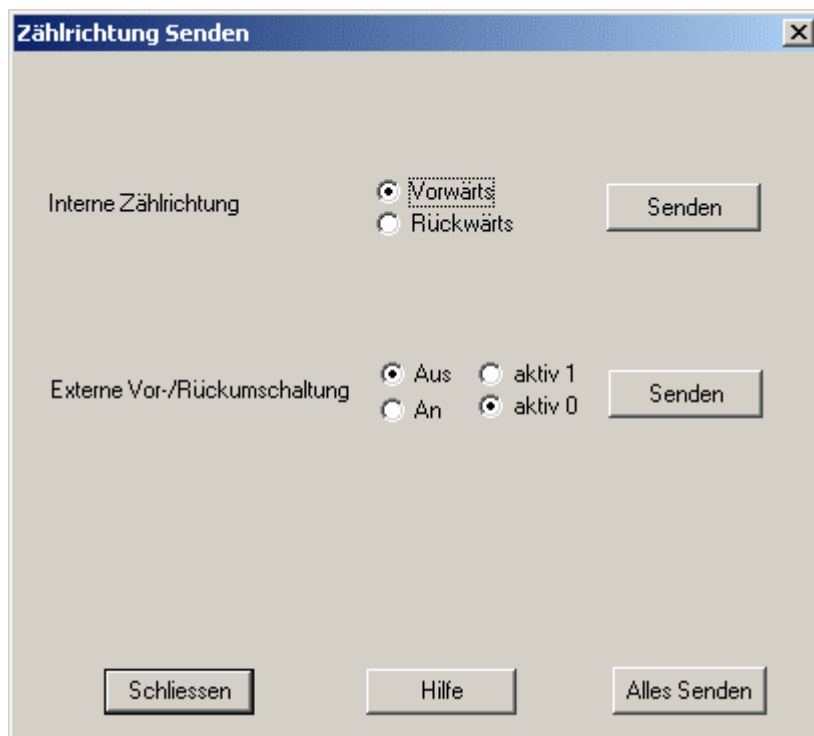 Zählrichtung Senden
Interne Zählrichtung
Vorwärts
Rückwärts
Senden
Externe Vor-/Rückumschaltung
Aus
aktiv 1
An
aktiv 0
Senden
Schliessen
Hilfe
Alles Senden